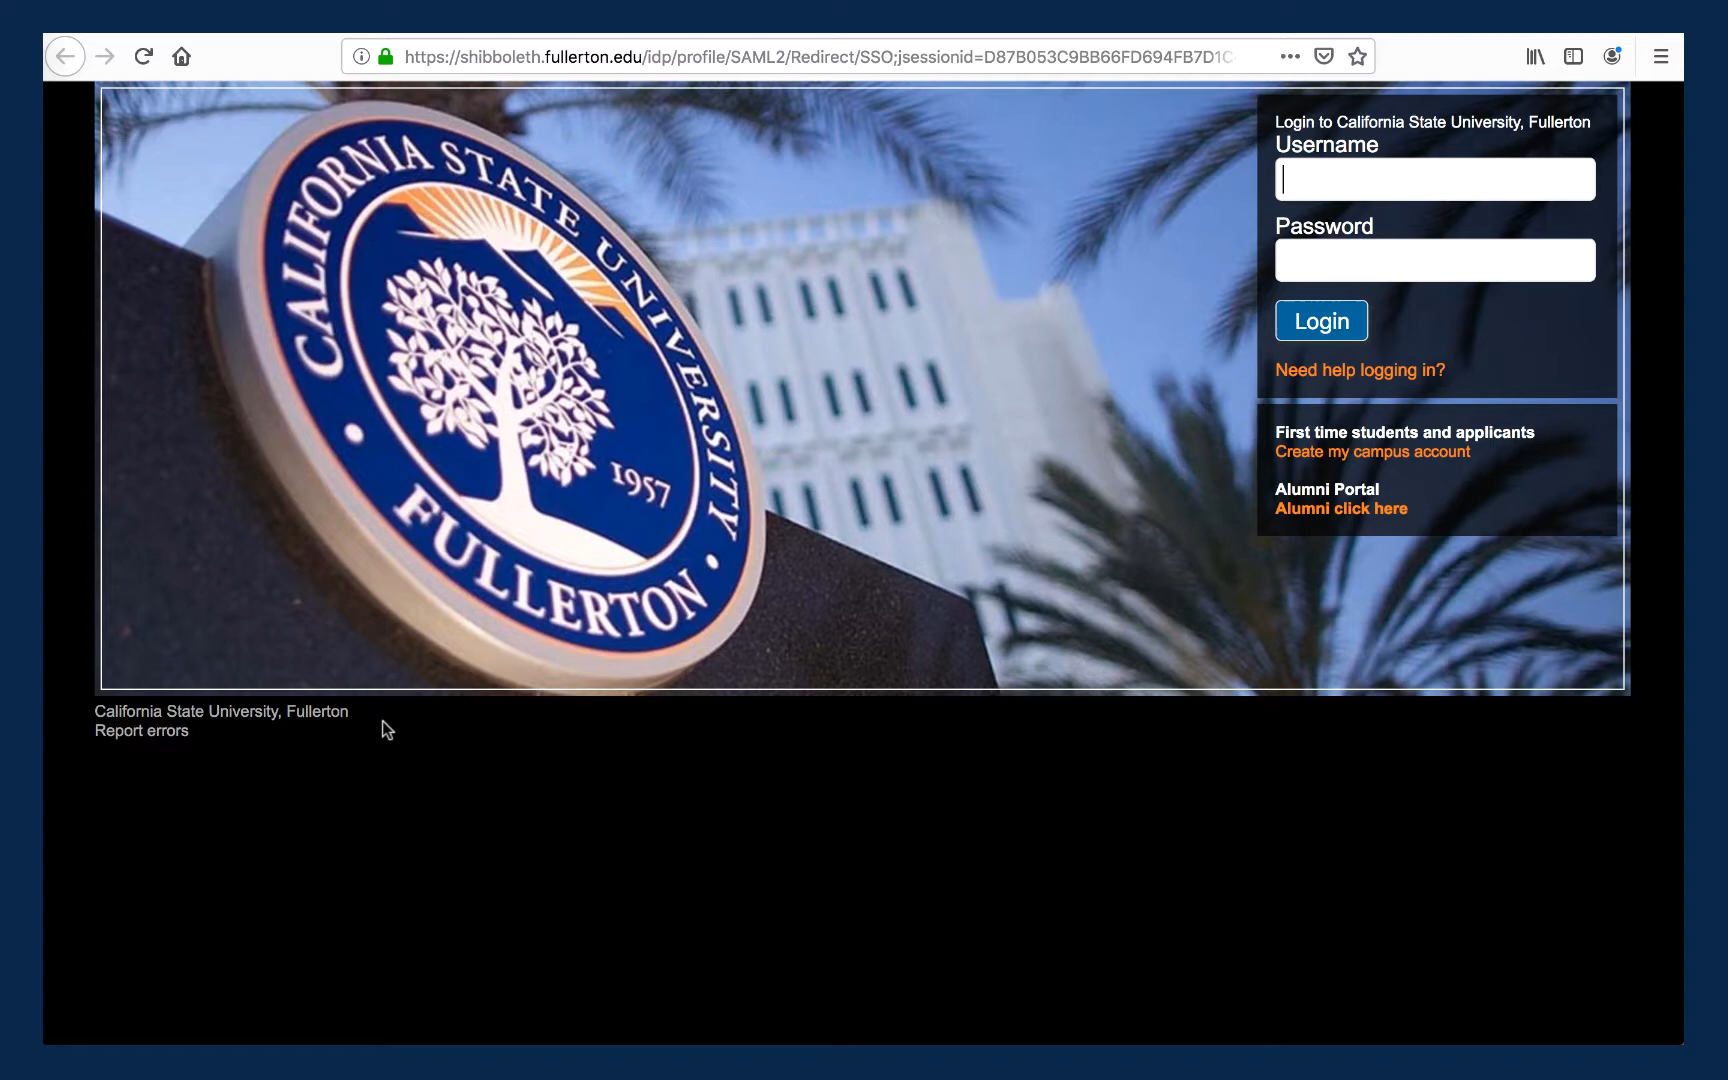 https://shibboleth.fullerton.edu/idp/profile/SAML2/Redirect/SSO;jsessionid=D87B053C9BB66FD694FB7D1C
CALIFORNIA STATE UNIVERSITY
1957
FULLERTON
Login to California State University, Fullerton
Username
Password
Login
Need help logging in?
First time students and applicants
Create my campus account
Alumni Portal
Alumni click here
California State University, Fullerton
Report errors